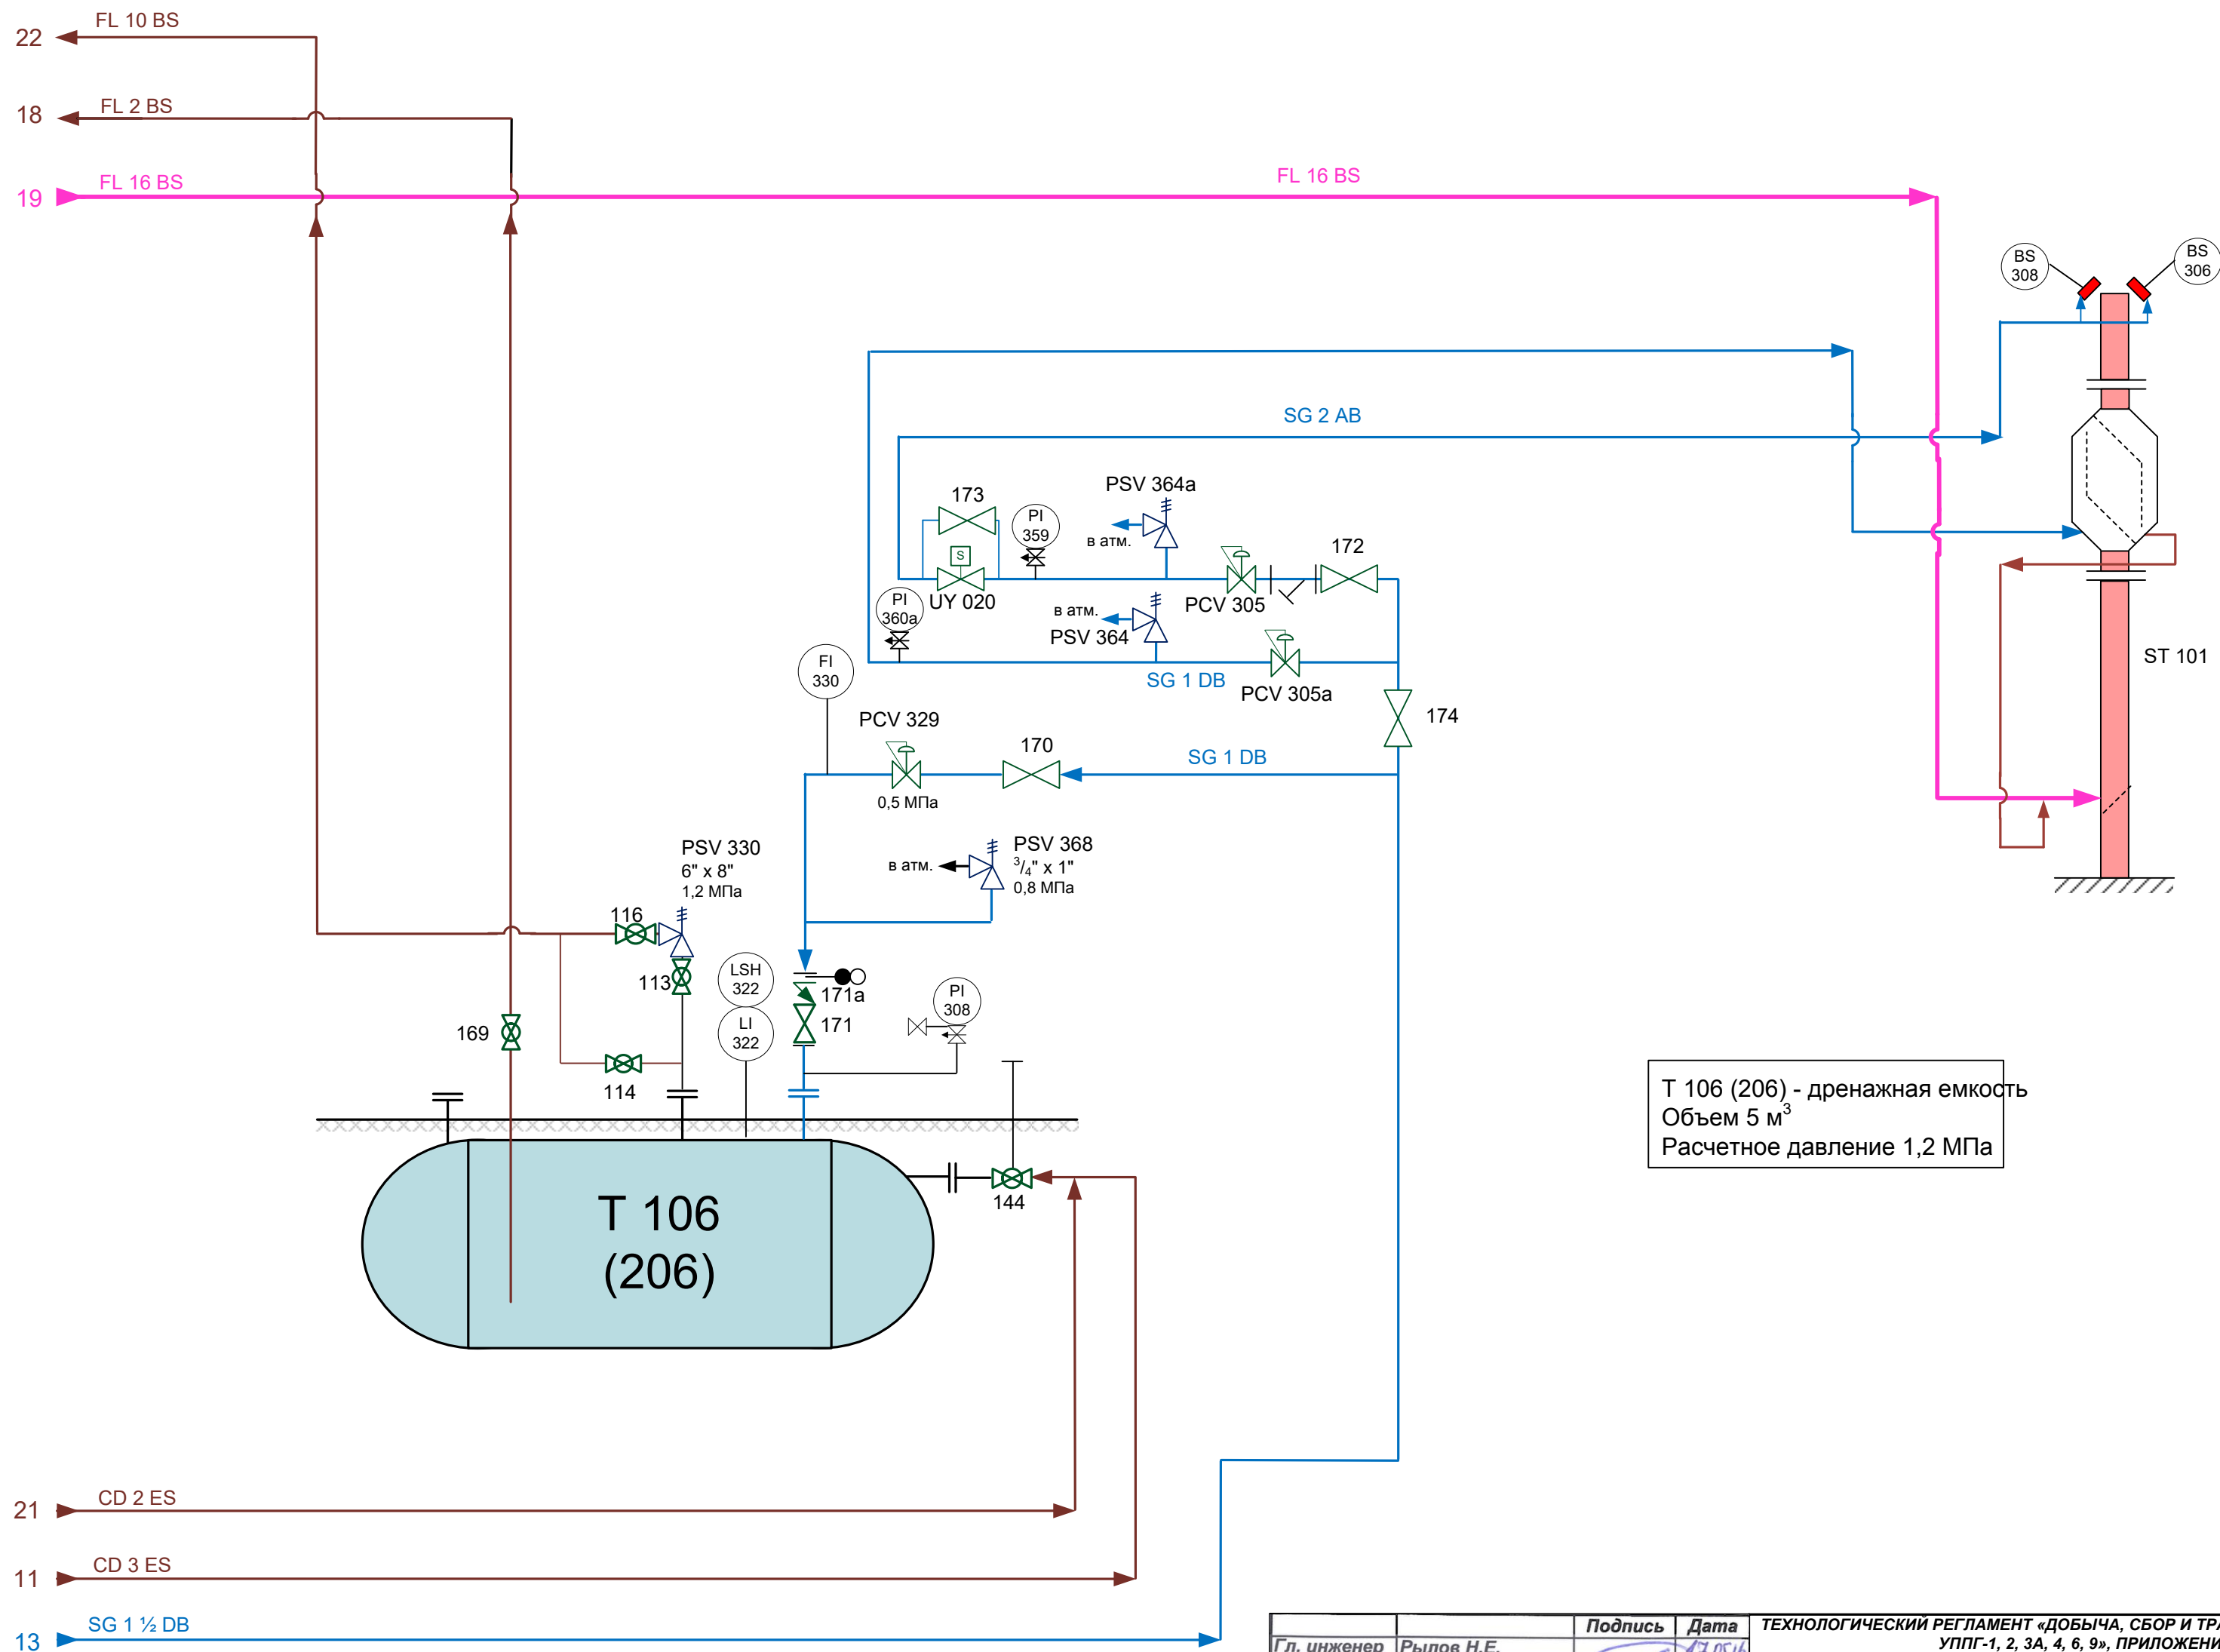 22
FL 10 BS
18
FL 2 BS
19
FL 16 BS
FL 16 BS
BS
308
BS
306
SG 2 AB
173
PI
359
PSV 364a
в атм.
172
S
UY 020
PCV 305
PI
360a
в атм.
PSV 364
ST 101
FI
330
SG 1 DB
PCV 305a
PCV 329
170
SG 1 DB
174
0,5 МПа
PSV 330
6" x 8"
1,2 МПа
в атм.
PSV 368
3/4" x 1"
0,8 МПа
116
113
LSH
322
LI
322
171a
171
PI
308
169
114
144
T 106
(206)
Т 106 (206) - дренажная емкость
Объем 5 м³
Расчетное давление 1,2 МПа
21
CD 2 ES
11
CD 3 ES
13
SG 1 ½ DB
Подпись Дата
ТЕХНОЛОГИЧЕСКИЙ РЕГЛАМЕНТ «ДОБЫЧА, СБОР И ТРА
УППГ-1, 2, 3А, 4, 6, 9», ПРИЛОЖЕНИ
Гл. инженер Рылов Н.Е.